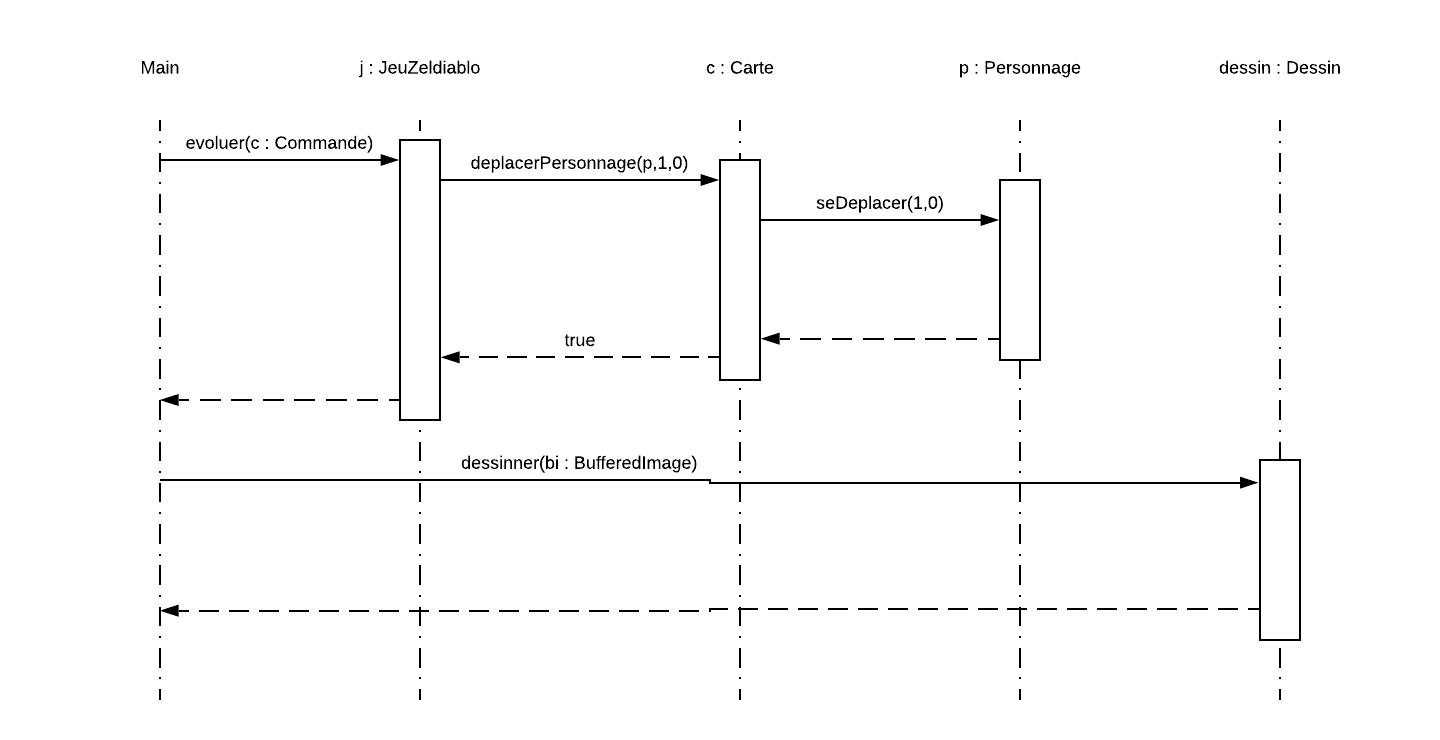 Main
j : JeuZeldiablo
c : Carte
p : Personnage
dessin : Dessin
evoluer(c : Commande)
deplacerPersonnage(p,1,0)
seDeplacer(1,0)
true
dessinner(bi : BufferedImage)